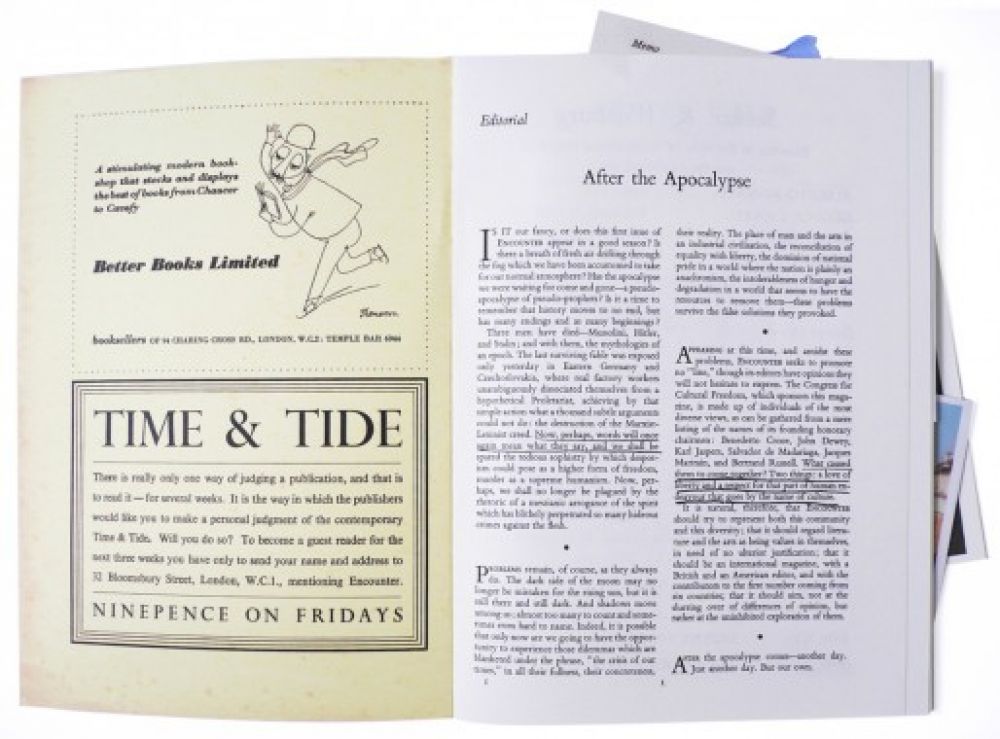 Memo
A stimulating modern book-
shop that stocks and displays
the best of books from Chaucer
to Cavafy
Better Books Limited
booksellers OF 94 CHARING CROSS RD., LONDON, W.C.2: TEMPLE BAR 6944
TIME & TIDE
There is really only one way of judging a publication, and that is
to read it — for several weeks. It is the way in which the publishers
would like you to make a personal judgment of the contemporary
Time & Tide. Will you do so? To become a guest reader for the
next three weeks you have only to send your name and address to
32 Bloomsbury Street, London, W.C.1., mentioning Encounter.
NINEPENCE ON FRIDAYS
Editorial
After the Apocalypse
IS IT our fancy, or does this first issue of
ENCOUNTER appear in a good season? Is
there a breath of fresh air drifting through
the fog which we have been accustomed to take
for our normal atmosphere? Has the apocalypse
we were waiting for come and gone—a pseudo-
apocalypse of pseudo-prophets? Is it a time to
remember that history moves to no end, but
has many endings and as many beginnings?
Three men have died—Mussolini, Hitler,
and Stalin; and with them, the mythologies of
an epoch. The last surviving fable was exposed
only yesterday in Eastern Germany and
Czechoslovakia, where real factory workers
unambiguously dissociated themselves from a
hypothetical Proletariat, achieving by that
simple action what a thousand subtle arguments
could not do: the destruction of the Marxist-
Leninist creed. Now, perhaps, words will once
again mean what they say, and we shall be
spared the tedious sophistry by which despot-
ism could pose as a higher form of freedom,
murder as a supreme humanism. Now, per-
haps, we shall no longer be plagued by the
rhetoric of a messianic arrogance of the spirit
which has blithely perpetrated so many hideous
crimes against the flesh.
PROBLEMS remain, of course, as they always
do. The dark side of the moon may no
longer be mistaken for the rising sun, but it is
still there and still dark. And shadows move
among us: almost too many to count and some-
times even hard to name. Indeed, it is possible
that only now are we going to have the oppor-
tunity to experience those dilemmas which are
blanketed under the phrase, "the crisis of our
times," in all their fullness, their concreteness,
their reality. The place of man and the arts in
an industrial civilization, the reconciliation of
equality with liberty, the dominion of national
pride in a world where the nation is plainly an
anachronism, the intolerableness of hunger and
degradation in a world that seems to have the
resources to remove them—these problems
survive the false solutions they provoked.
APPEARING at this time, and amidst these
problems, ENCOUNTER seeks to promote
no "line," though its editors have opinions they
will not hesitate to express. The Congress for
Cultural Freedom, which sponsors this maga-
zine, is made up of individuals of the most
diverse views, as can be gathered from a mere
listing of the names of its founding honorary
chairmen: Benedetto Croce, John Dewey,
Karl Jaspers, Salvador de Madariaga, Jacques
Maritain, and Bertrand Russell. What caused
them to come together? Two things: a love of
liberty and a respect for that part of human en-
deavour that goes by the name of culture.
It is natural, therefore, that ENCOUNTER
should try to represent both this community
and this diversity; that it should regard litera-
ture and the arts as being values in themselves,
in need of no ulterior justification; that it
should be an international magazine, with a
British and an American editor, and with the
contributors to the first number coming from
six countries; that it should aim, not at the
slurring over of differences of opinion, but
rather at the uninhibited exploration of them.
AFTER the apocalypse comes—another day.
Just another day. But our own.